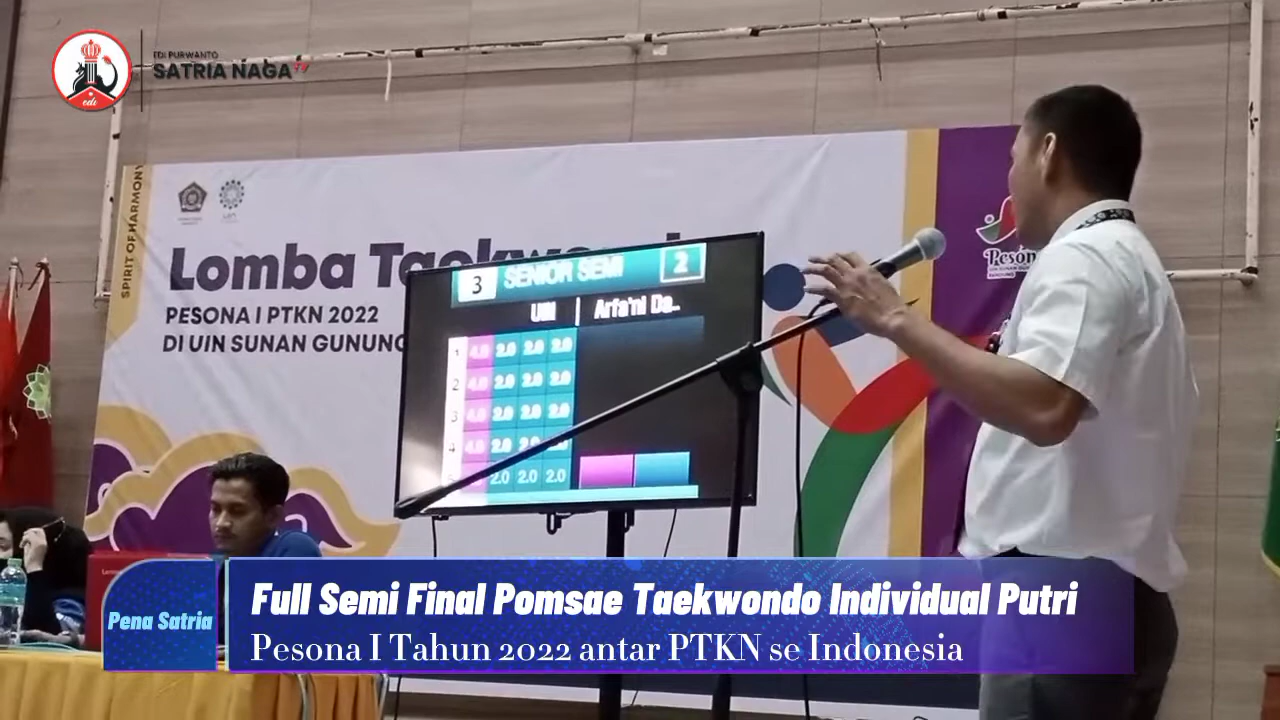 EDI PURWANTO
SATRIA NAGA TV
edi
SPIRIT OF HARMONY
Lomba Taekwondo
PESONA I PTKN 2022
DI UIN SUNAN GUNUNG
3 SENIOR SEMI 2
UIN Arfa'ni Da..
1 4.0 2.0 2.0 2.0
2 4.0 2.0 2.0 2.0
3 4.0 2.0 2.0 2.0
4 4.0 2.0 2.0 2.0
2.0 2.0 2.0
Pena Satria
Full Semi Final Pomsae Taekwondo Individual Putri
Pesona I Tahun 2022 antar PTKN se Indonesia